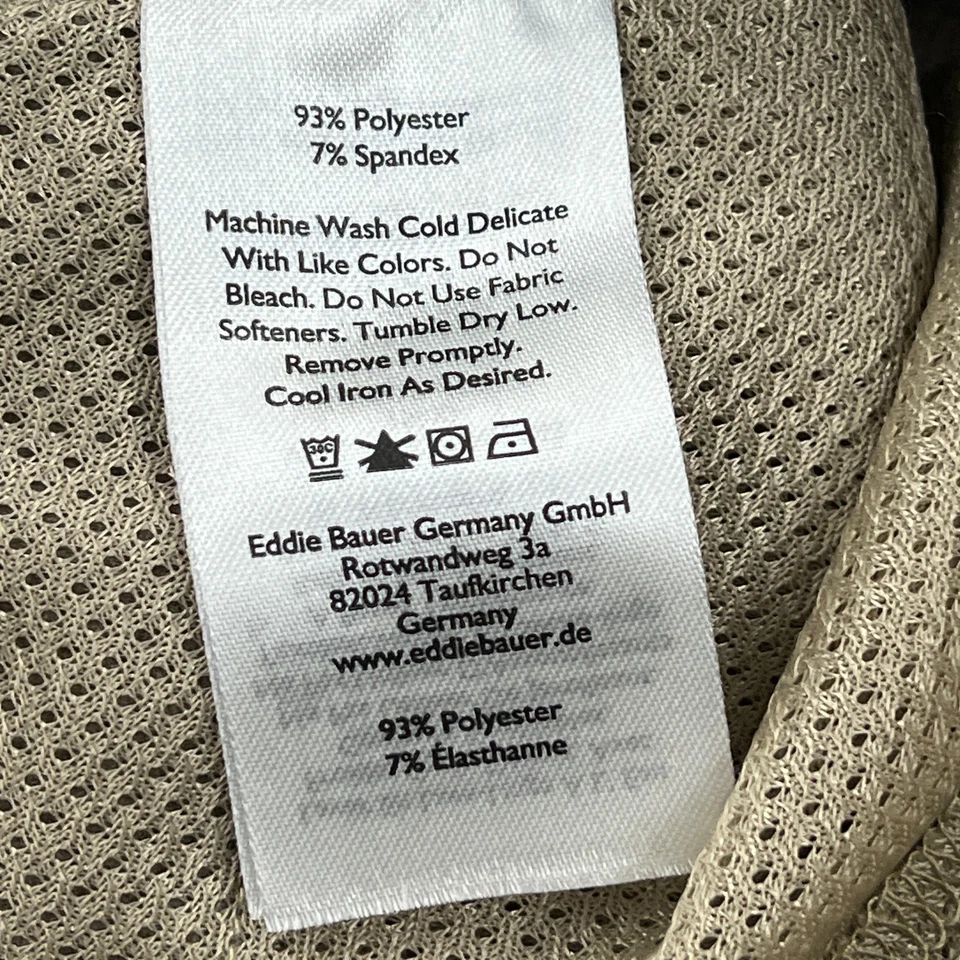 93% Polyester
7% Spandex
Machine Wash Cold Delicate
With Like Colors. Do Not
Bleach. Do Not Use Fabric
Softeners. Tumble Dry Low.
Remove Promptly.
Cool Iron As Desired.
30C
Eddie Bauer Germany GmbH
Rotwandweg 3a
82024 Taufkirchen
Germany
www.eddiebauer.de
93% Polyester
7% Élasthanne